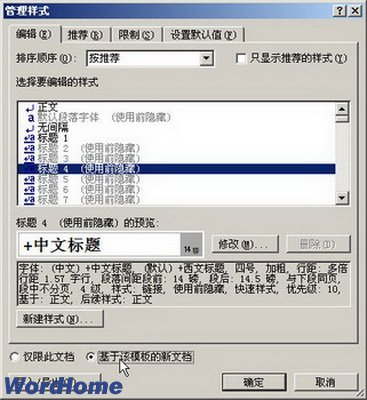 管理样式
编辑(E) 推荐(R) 限制(S) 设置默认值(F)
排序顺序(O): 按推荐 只显示推荐的样式(Y)
选择要编辑的样式
正文
默认段落字体 (使用前隐藏)
无间隔
标题 1
标题 2 (使用前隐藏)
标题 3 (使用前隐藏)
标题 4 (使用前隐藏)
标题 5 (使用前隐藏)
标题 6 (使用前隐藏)
标题 7 (使用前隐藏)
标题 4 (使用前隐藏)的预览:
+中文标题 14 磅 修改(M)... 删除(D)
字体: (中文) +中文标题, (默认) +西文标题, 四号, 加粗, 行距: 多倍
行距 1.57 字行, 段落间距段前: 14 磅, 段后: 14.5 磅, 与下段同页,
段中不分页, 4 级, 样式: 链接, 使用前隐藏, 快速样式, 优先级: 10,
基于: 正文, 后续样式: 正文
新建样式(N)...
仅限此文档 基于该模板的新文档
确定 取消
WordHome